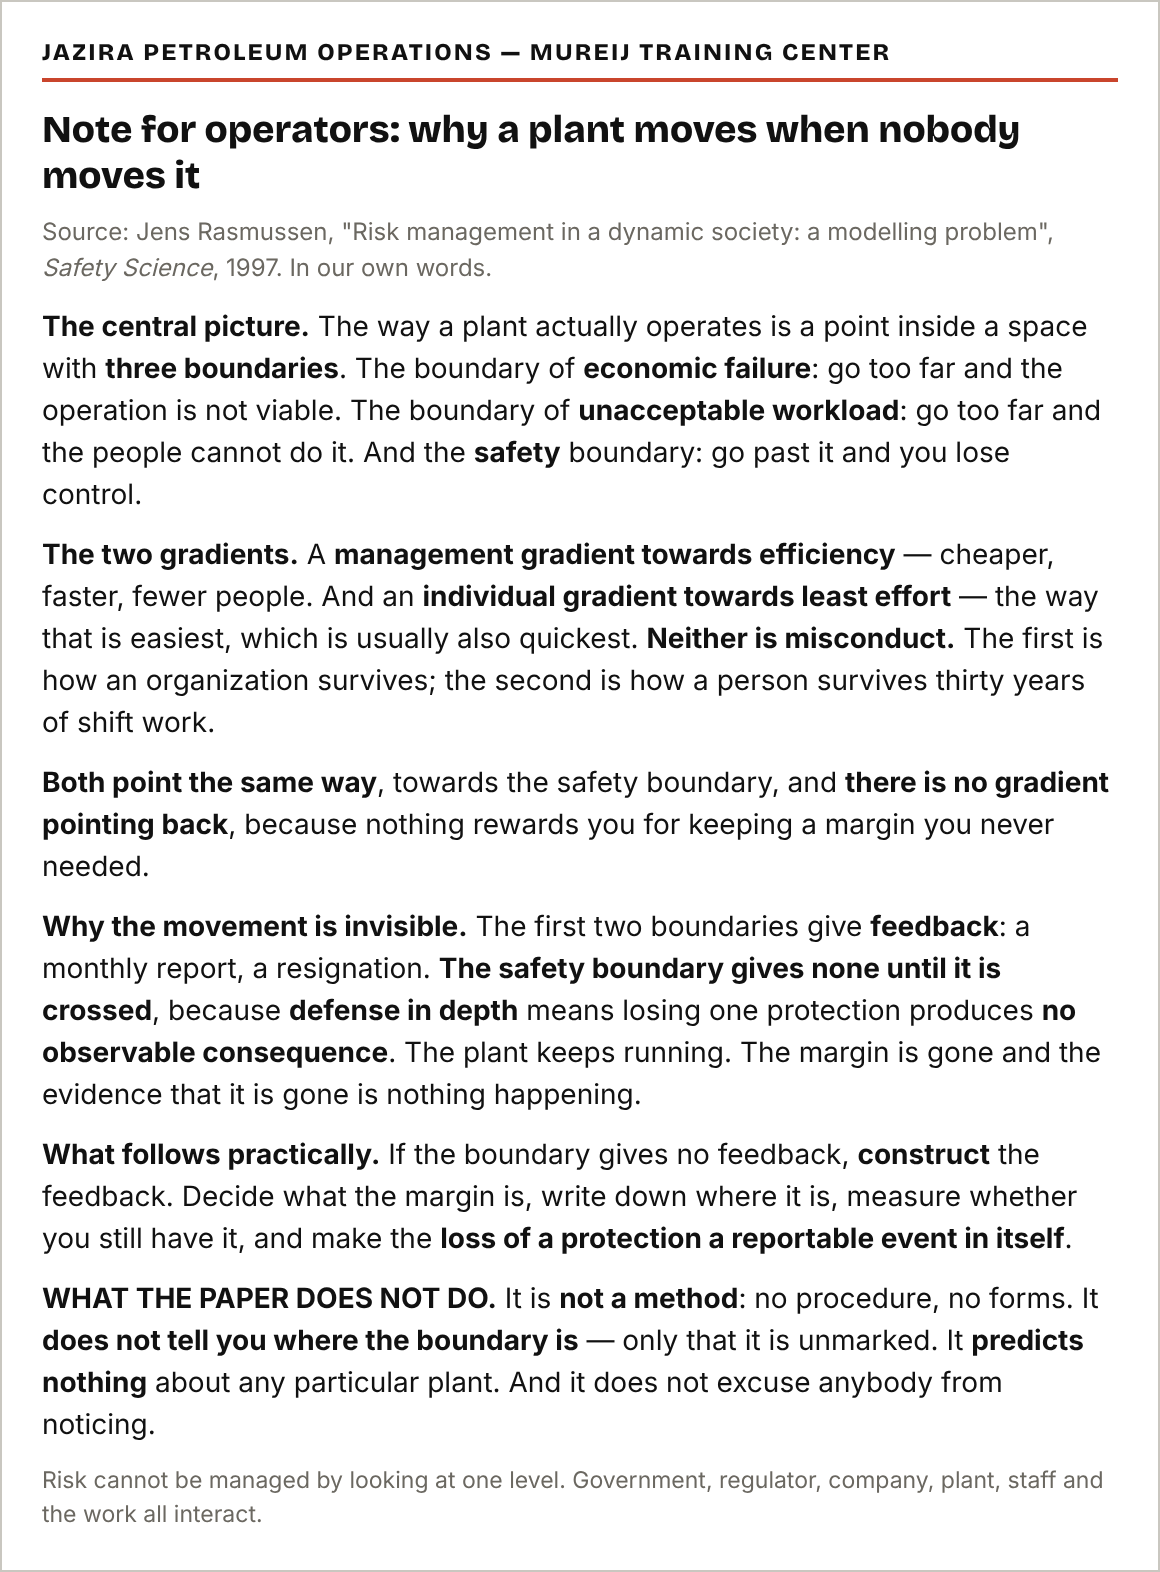 JAZIRA PETROLEUM OPERATIONS — MUREIJ TRAINING CENTER
Note for operators: why a plant moves when nobody
moves it
Source: Jens Rasmussen, "Risk management in a dynamic society: a modelling problem",
Safety Science, 1997. In our own words.
The central picture. The way a plant actually operates is a point inside a space
with three boundaries. The boundary of economic failure: go too far and the
operation is not viable. The boundary of unacceptable workload: go too far and
the people cannot do it. And the safety boundary: go past it and you lose
control.
The two gradients. A management gradient towards efficiency — cheaper,
faster, fewer people. And an individual gradient towards least effort — the way
that is easiest, which is usually also quickest. Neither is misconduct. The first is
how an organization survives; the second is how a person survives thirty years
of shift work.
Both point the same way, towards the safety boundary, and there is no gradient
pointing back, because nothing rewards you for keeping a margin you never
needed.
Why the movement is invisible. The first two boundaries give feedback: a
monthly report, a resignation. The safety boundary gives none until it is
crossed, because defense in depth means losing one protection produces no
observable consequence. The plant keeps running. The margin is gone and the
evidence that it is gone is nothing happening.
What follows practically. If the boundary gives no feedback, construct the
feedback. Decide what the margin is, write down where it is, measure whether
you still have it, and make the loss of a protection a reportable event in itself.
WHAT THE PAPER DOES NOT DO. It is not a method: no procedure, no forms. It
does not tell you where the boundary is — only that it is unmarked. It predicts
nothing about any particular plant. And it does not excuse anybody from
noticing.
Risk cannot be managed by looking at one level. Government, regulator, company, plant, staff and
the work all interact.